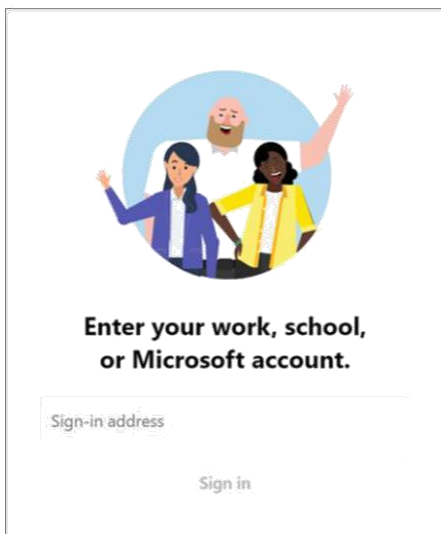 Enter your work, school,
or Microsoft account.
Sign-in address
Sign in